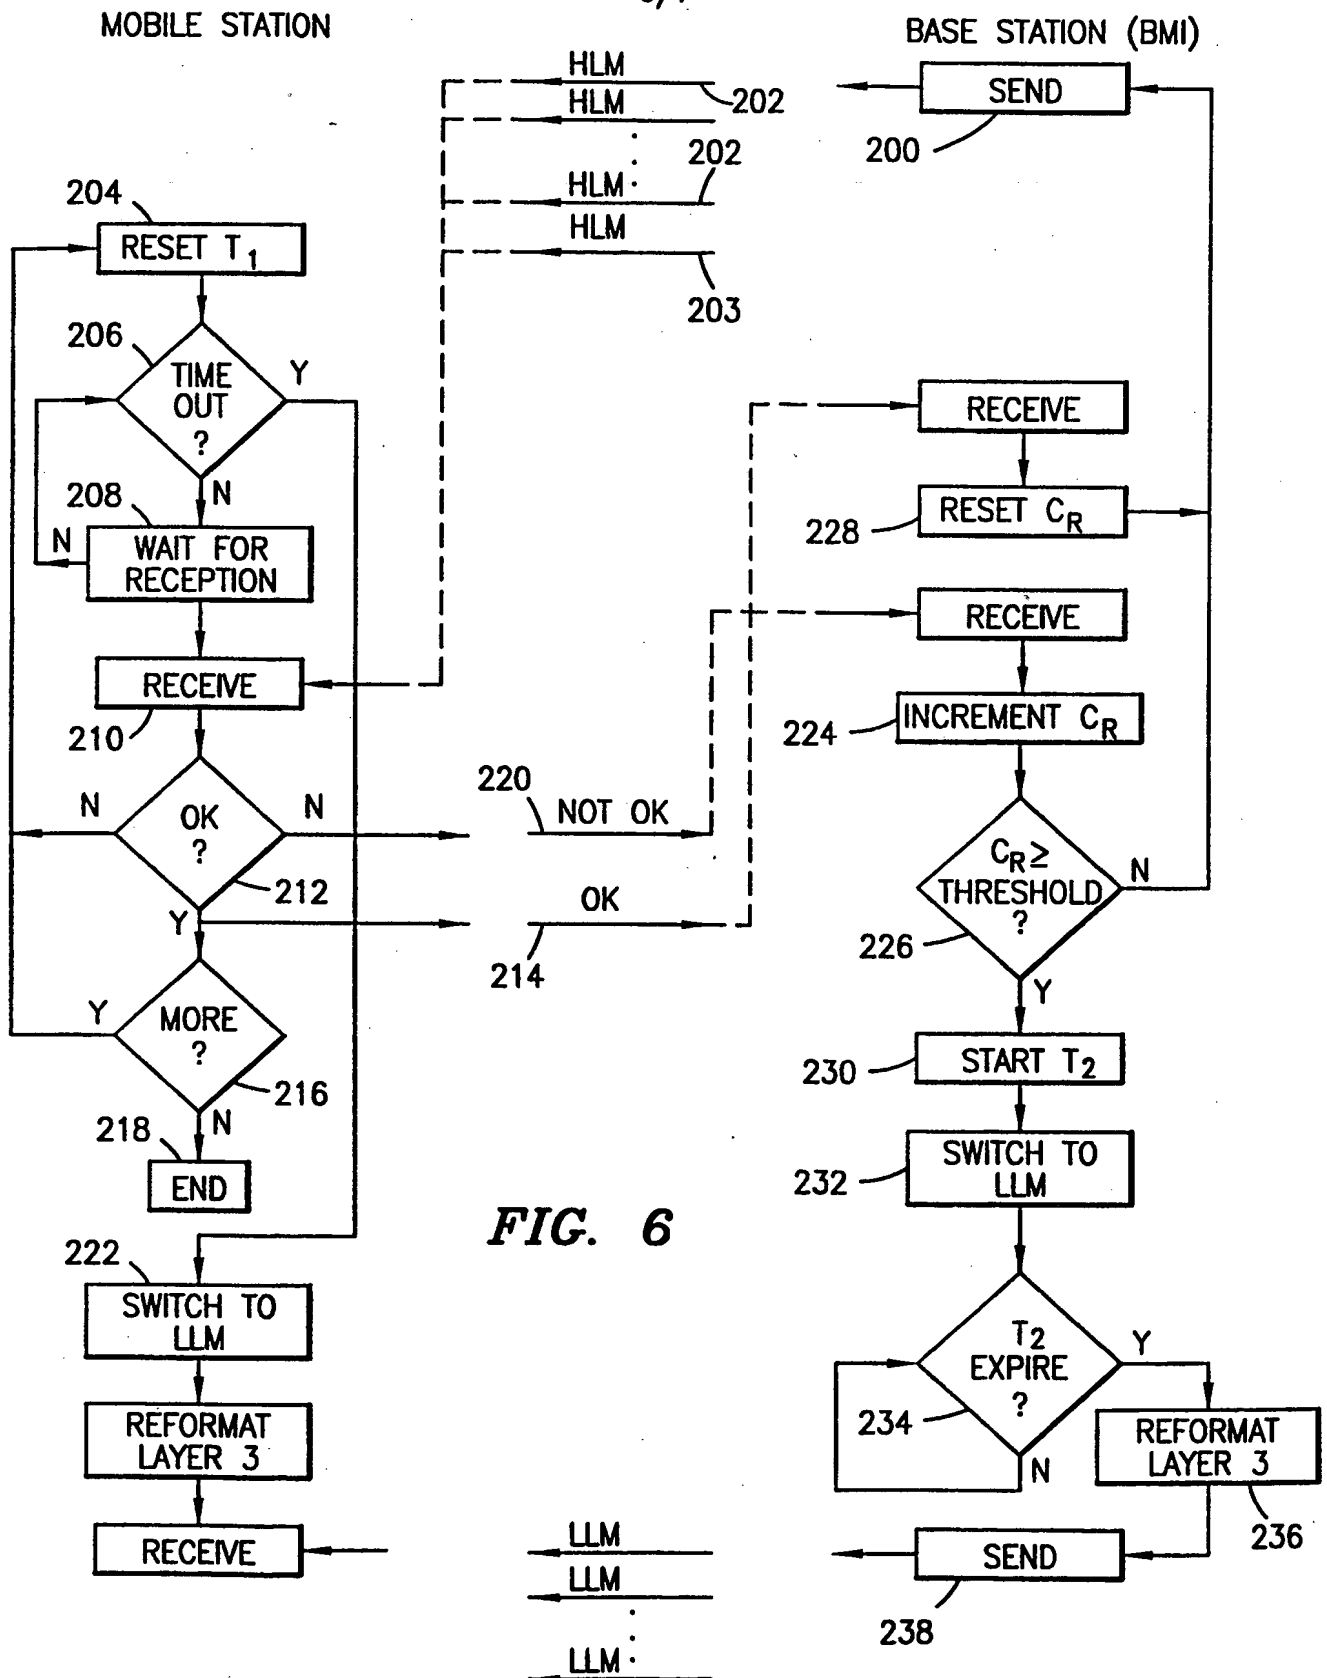 MOBILE STATION
BASE STATION (BMI)
HLM
202
HLM
202
HLM
HLM
203
SEND
200
204
RESET T1
206
TIME
OUT
?
Y
N
208
WAIT FOR
RECEPTION
N
RECEIVE
210
OK
?
N
N
212
Y
MORE
?
Y
216
N
218
END
222
SWITCH TO
LLM
REFORMAT
LAYER 3
RECEIVE
220
NOT OK
OK
214
FIG. 6
LLM
LLM
LLM
RECEIVE
RESET CR
228
RECEIVE
INCREMENT CR
224
CR≥
THRESHOLD
?
N
226
Y
START T2
230
SWITCH TO
LLM
232
T2
EXPIRE
?
Y
234
N
REFORMAT
LAYER 3
236
SEND
238